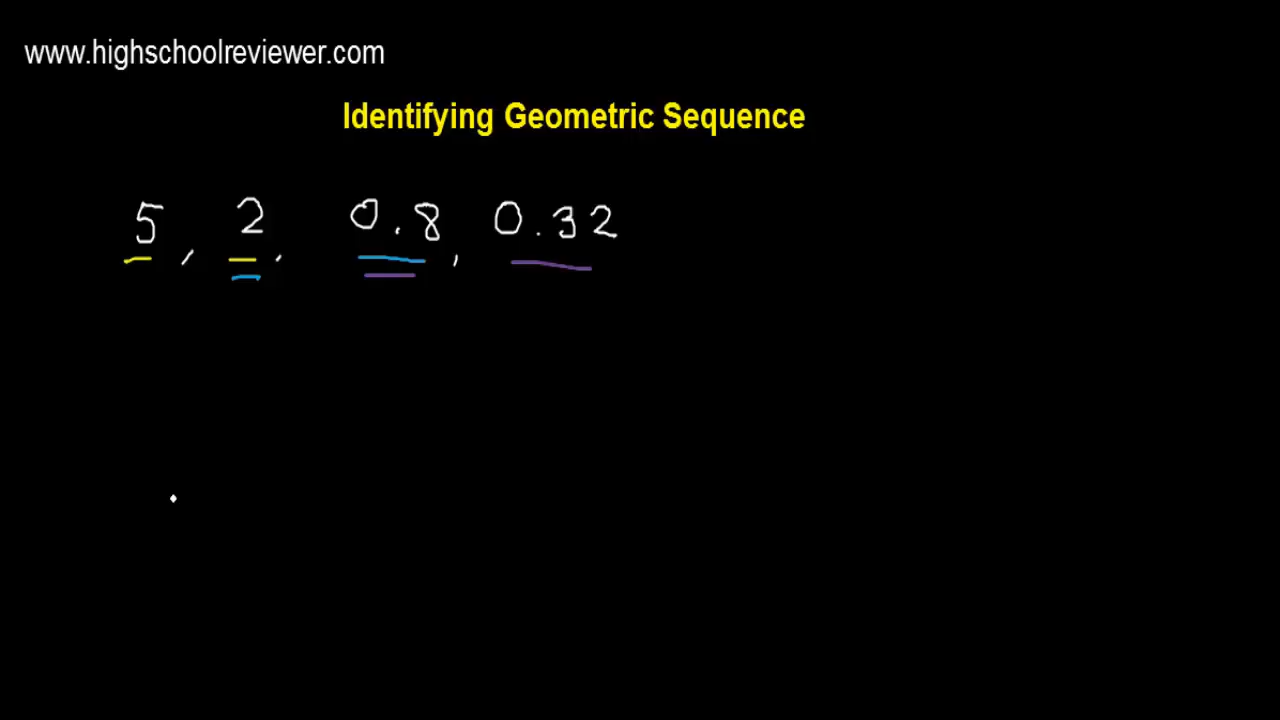 www.highschoolreviewer.com
Identifying Geometric Sequence
5, 2, 0.8, 0.32